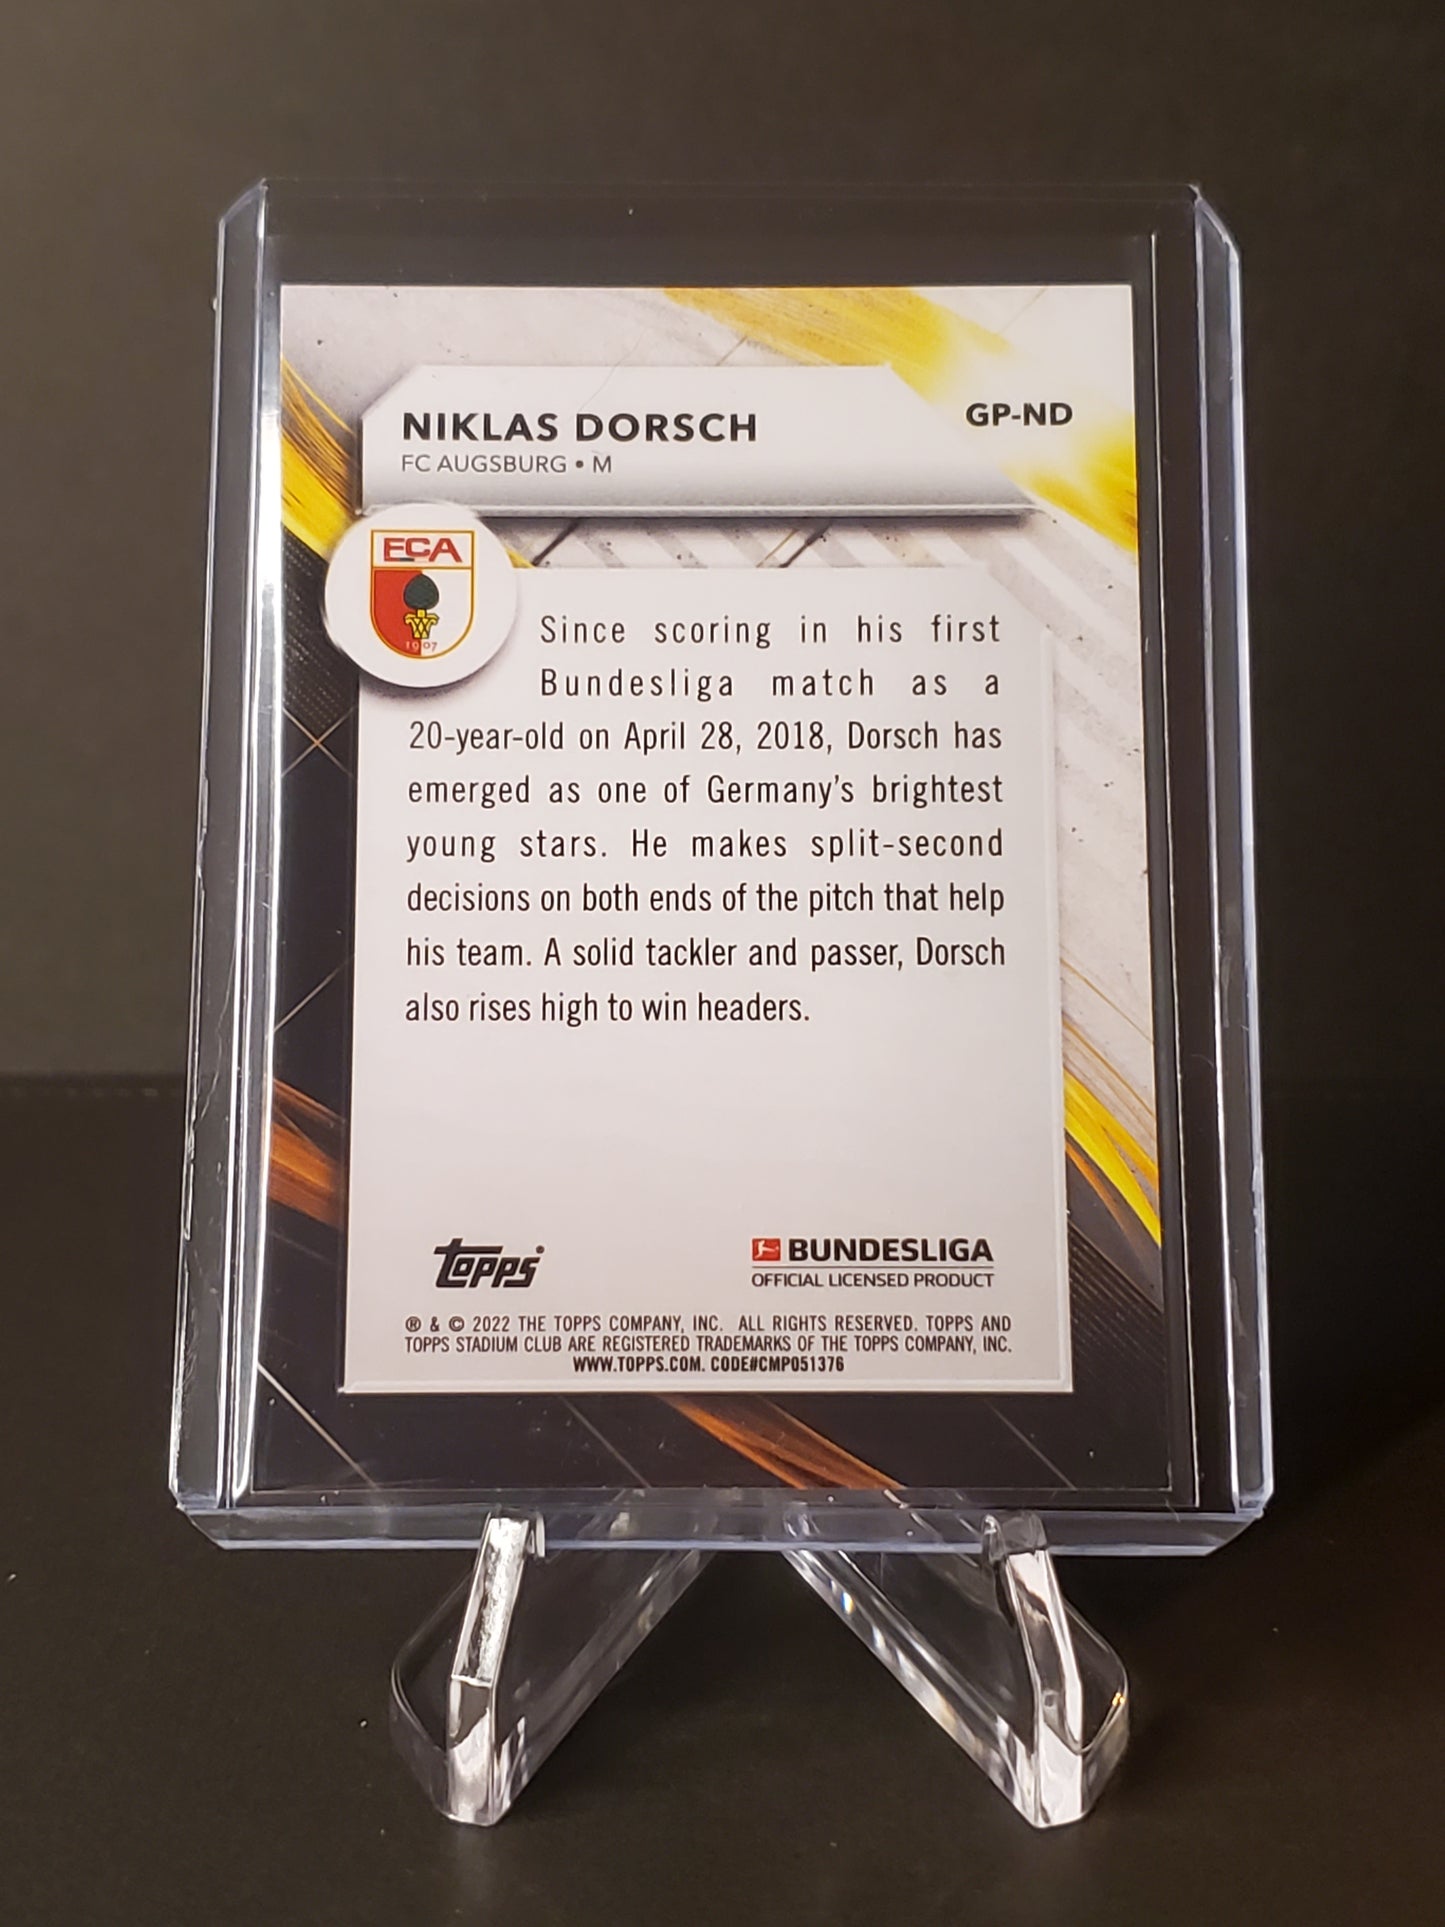 NIKLAS DORSCH
FC AUGSBURG • M
GP-ND
FCA
1907
Since scoring in his first
Bundesliga match as a
20-year-old on April 28, 2018, Dorsch has
emerged as one of Germany's brightest
young stars. He makes split-second
decisions on both ends of the pitch that help
his team. A solid tackler and passer, Dorsch
also rises high to win headers.
Topps®
BUNDESLIGA
OFFICIAL LICENSED PRODUCT
® & © 2022 THE TOPPS COMPANY, INC. ALL RIGHTS RESERVED. TOPPS AND
TOPPS STADIUM CLUB ARE REGISTERED TRADEMARKS OF THE TOPPS COMPANY, INC.
WWW.TOPPS.COM. CODE#CMP051376